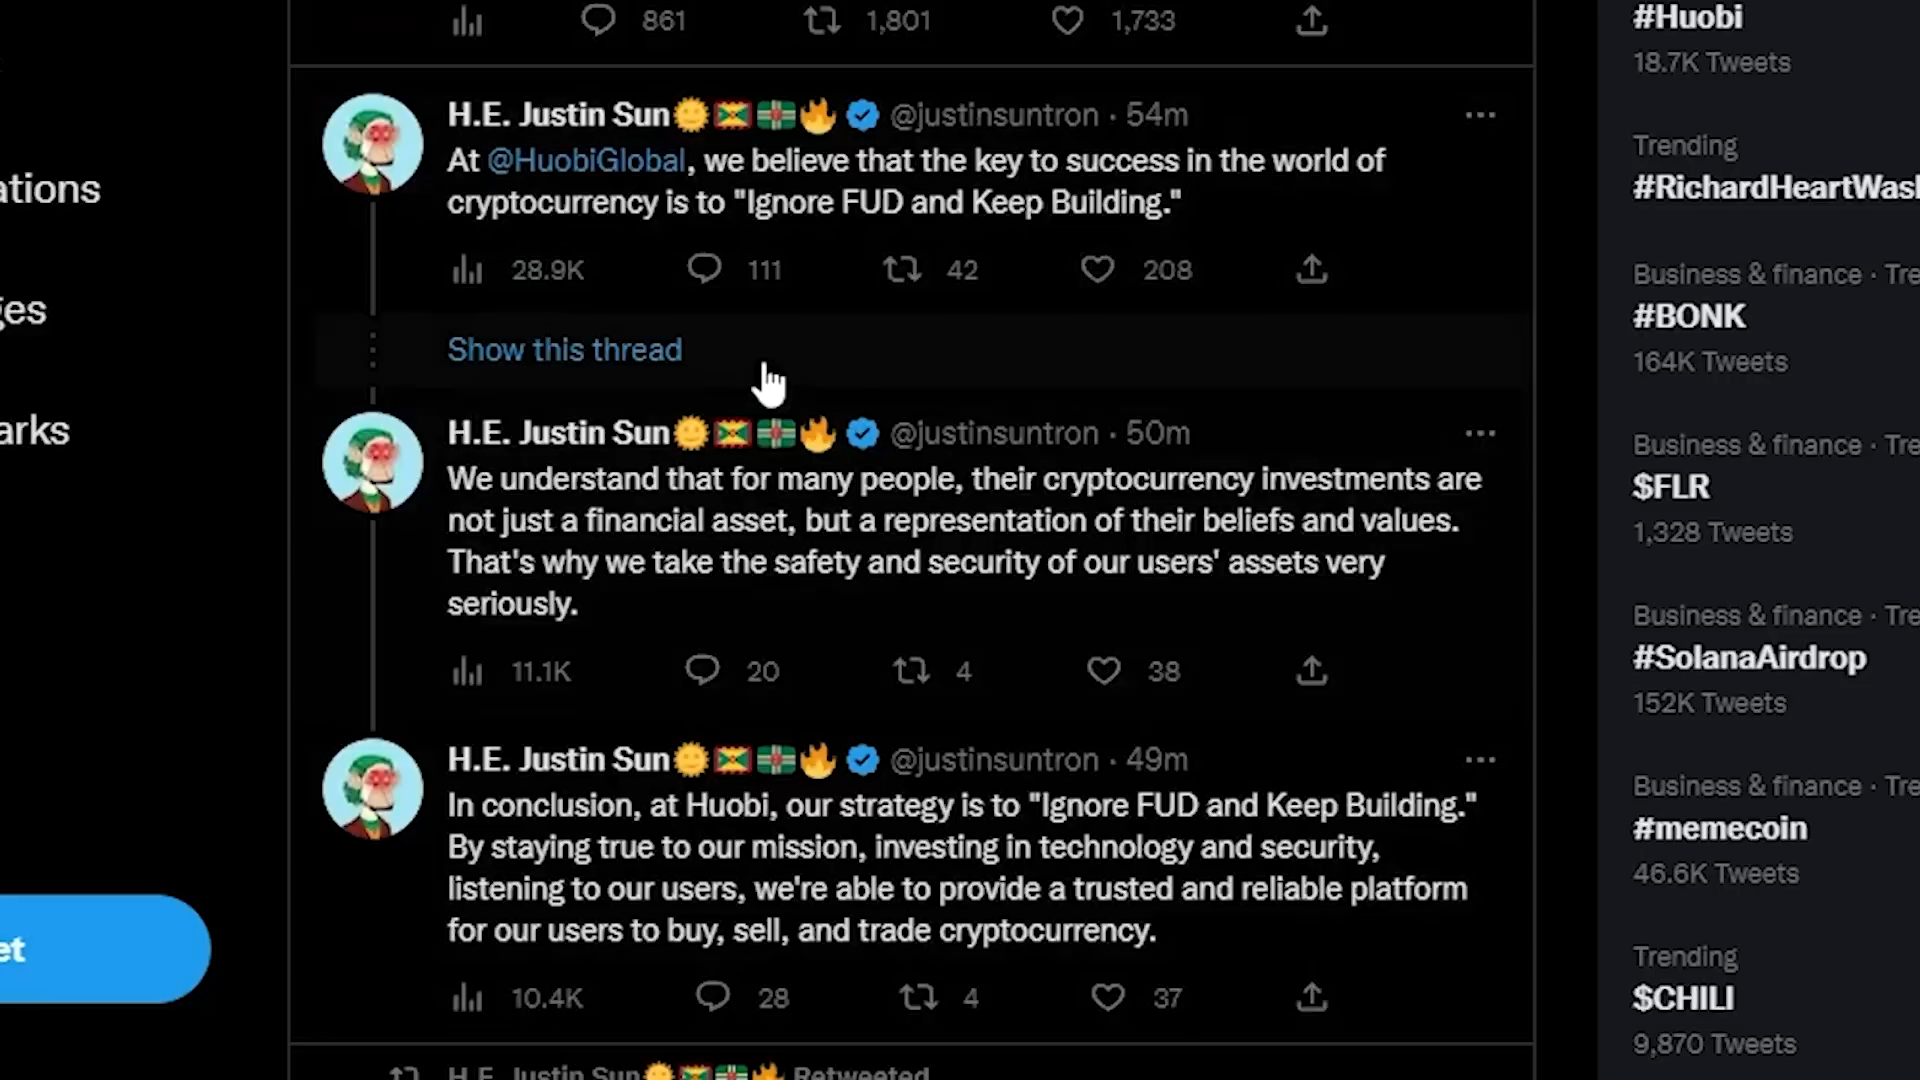 861 1,801 1,733
H.E. Justin Sun🌞🇬🇩🇩🇲🔥 @justinsuntron · 54m
At @HuobiGlobal, we believe that the key to success in the world of
cryptocurrency is to "Ignore FUD and Keep Building."
28.9K 111 42 208
Show this thread
H.E. Justin Sun🌞🇬🇩🇩🇲🔥 @justinsuntron · 50m
We understand that for many people, their cryptocurrency investments are
not just a financial asset, but a representation of their beliefs and values.
That's why we take the safety and security of our users' assets very
seriously.
11.1K 20 4 38
H.E. Justin Sun🌞🇬🇩🇩🇲🔥 @justinsuntron · 49m
In conclusion, at Huobi, our strategy is to "Ignore FUD and Keep Building."
By staying true to our mission, investing in technology and security,
listening to our users, we're able to provide a trusted and reliable platform
for our users to buy, sell, and trade cryptocurrency.
10.4K 28 4 37
H.E. Justin Sun🌞🇬🇩🇩🇲🔥 Retweeted
ations
ges
arks
et
#Huobi
18.7K Tweets
Trending
#RichardHeartWas
Business & finance · Tre
#BONK
164K Tweets
Business & finance · Tre
$FLR
1,328 Tweets
Business & finance · Tre
#SolanaAirdrop
152K Tweets
Business & finance · Tre
#memecoin
46.6K Tweets
Trending
$CHILI
9,870 Tweets